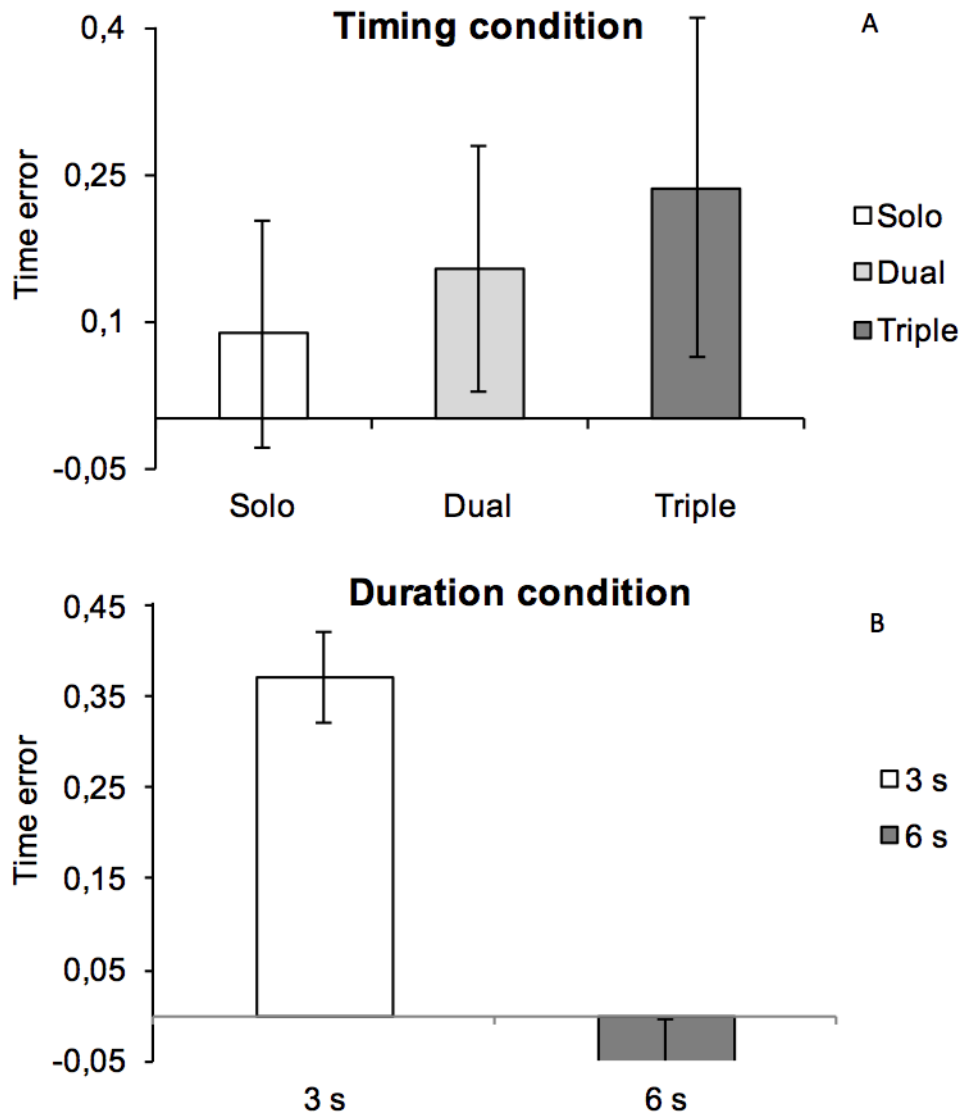 Timing condition
A
0,4
0,25
0,1
-0,05
Time error
Solo
Dual
Triple
Solo
Dual
Triple
Duration condition
B
0,45
0,35
0,25
0,15
0,05
-0,05
Time error
3 s
6 s
3 s
6 s